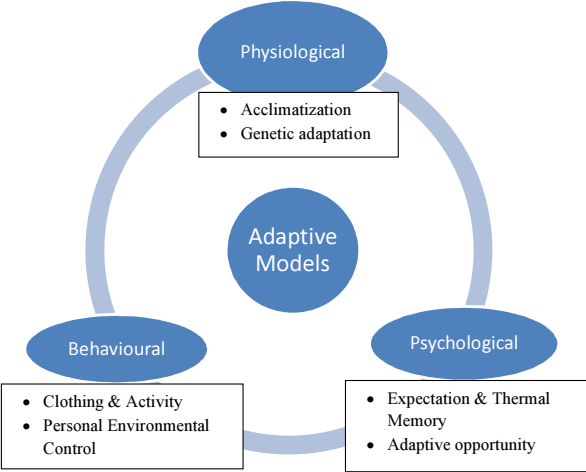 Physiological
• Acclimatization
• Genetic adaptation
Adaptive
Models
Behavioural
• Clothing & Activity
• Personal Environmental
Control
Psychological
• Expectation & Thermal
Memory
• Adaptive opportunity